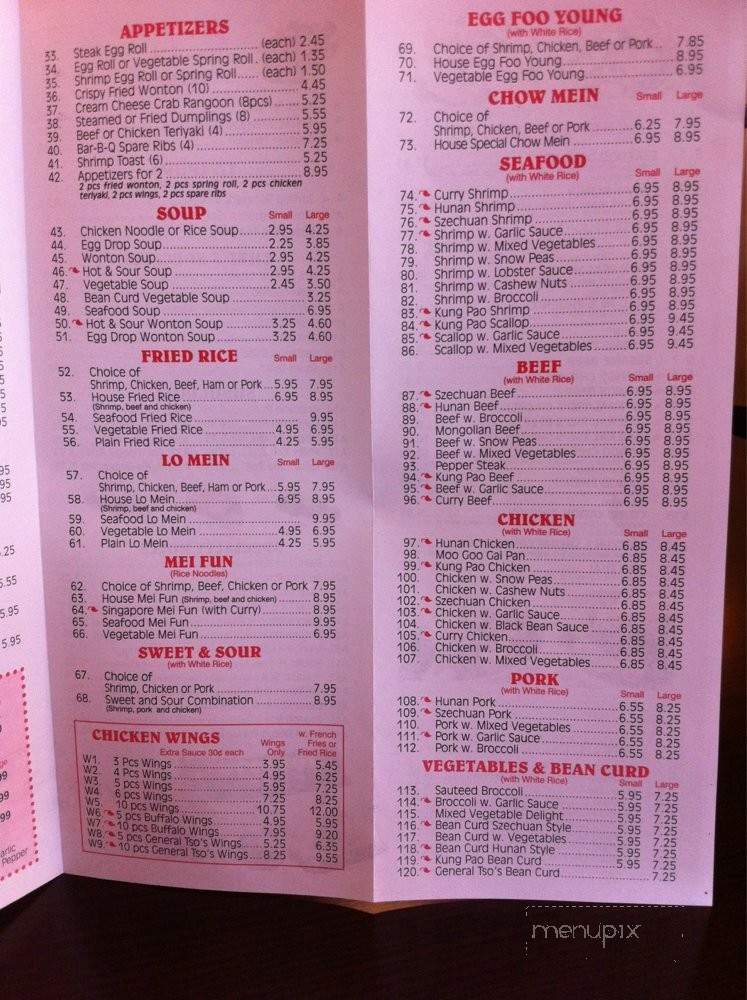 APPETIZERS
33. Steak Egg Roll (each) 2.45
34. Egg Roll or Vegetable Spring Roll (each) 1.35
35. Shrimp Egg Roll or Spring Roll (each) 1.50
36. Crispy Fried Wonton (10) 4.45
37. Cream Cheese Crab Rangoon (8pcs) 5.25
38. Steamed or Fried Dumplings (8) 5.55
39. Beef or Chicken Teriyaki (4) 5.95
40. Bar-B-Q Spare Ribs (4) 7.25
41. Shrimp Toast (6) 5.25
42. Appetizers for 2 8.95
2 pcs fried wonton, 2 pcs spring roll, 2 pcs chicken
teriyaki, 2 pcs wings, 2 pcs spare ribs
SOUP Small Large
43. Chicken Noodle or Rice Soup 2.95 4.25
44. Egg Drop Soup 2.25 3.85
45. Wonton Soup 2.95 4.25
46. Hot & Sour Soup 2.95 4.25
47. Vegetable Soup 2.45 3.50
48. Bean Curd Vegetable Soup 3.25
49. Seafood Soup 6.95
50. Hot & Sour Wonton Soup 3.25 4.60
51. Egg Drop Wonton Soup 3.25 4.60
FRIED RICE Small Large
52. Choice of
Shrimp, Chicken, Beef, Ham or Pork 5.95 7.95
53. House Fried Rice 6.95 8.95
(Shrimp, beef and chicken)
54. Seafood Fried Rice 9.95
55. Vegetable Fried Rice 4.95 6.95
56. Plain Fried Rice 4.25 5.95
LO MEIN Small Large
57. Choice of
Shrimp, Chicken, Beef, Ham or Pork 5.95 7.95
58. House Lo Mein 6.95 8.95
(Shrimp, beef and chicken)
59. Seafood Lo Mein 9.95
60. Vegetable Lo Mein 4.95 6.95
61. Plain Lo Mein 4.25 5.95
MEI FUN
(Rice Noodles)
62. Choice of Shrimp, Beef, Chicken or Pork 7.95
63. House Mei Fun (Shrimp, beef and chicken) 8.95
64. Singapore Mei Fun (with Curry) 8.95
65. Seafood Mei Fun 9.95
66. Vegetable Mei Fun 6.95
SWEET & SOUR
(with White Rice)
67. Choice of
Shrimp, Chicken or Pork 7.95
68. Sweet and Sour Combination 8.95
(Shrimp, pork and chicken)
CHICKEN WINGS
Extra Sauce 30¢ each Wings Only w. French Fries or Fried Rice
W1. 3 Pcs Wings 3.95 5.45
W2. 4 Pcs Wings 4.95 6.25
W3. 5 pcs Wings 5.95 7.25
W4. 6 pcs Wings 7.25 8.25
W5. 10 pcs Wings 10.75 12.00
W6. 5 pcs Buffalo Wings 4.95 5.95
W7. 10 pcs Buffalo Wings 7.95 9.20
W8. 5 pcs General Tso's Wings 5.25 6.35
W9. 10 pcs General Tso's Wings 8.25 9.55
EGG FOO YOUNG
(with White Rice)
69. Choice of Shrimp, Chicken, Beef or Pork 7.85
70. House Egg Foo Young 8.95
71. Vegetable Egg Foo Young 6.95
CHOW MEIN Small Large
72. Choice of
Shrimp, Chicken, Beef or Pork 6.25 7.95
73. House Special Chow Mein 6.95 8.95
SEAFOOD
(with White Rice) Small Large
74. Curry Shrimp 6.95 8.95
75. Hunan Shrimp 6.95 8.95
76. Szechuan Shrimp 6.95 8.95
77. Shrimp w. Garlic Sauce 6.95 8.95
78. Shrimp w. Mixed Vegetables 6.95 8.95
79. Shrimp w. Snow Peas 6.95 8.95
80. Shrimp w. Lobster Sauce 6.95 8.95
81. Shrimp w. Cashew Nuts 6.95 8.95
82. Shrimp w. Broccoli 6.95 8.95
83. Kung Pao Shrimp 6.95 8.95
84. Kung Pao Scallop 6.95 9.45
85. Scallop w. Garlic Sauce 6.95 9.45
86. Scallop w. Mixed Vegetables 6.95 9.45
BEEF
(with White Rice) Small Large
87. Szechuan Beef 6.95 8.95
88. Hunan Beef 6.95 8.95
89. Beef w. Broccoli 6.95 8.95
90. Mongolian Beef 6.95 8.95
91. Beef w. Snow Peas 6.95 8.95
92. Beef w. Mixed Vegetables 6.95 8.95
93. Pepper Steak 6.95 8.95
94. Kung Pao Beef 6.95 8.95
95. Beef w. Garlic Sauce 6.95 8.95
96. Curry Beef 6.95 8.95
CHICKEN
(with White Rice) Small Large
97. Hunan Chicken 6.85 8.45
98. Moo Goo Gai Pan 6.85 8.45
99. Kung Pao Chicken 6.85 8.45
100. Chicken w. Snow Peas 6.85 8.45
101. Chicken w. Cashew Nuts 6.85 8.45
102. Szechuan Chicken 6.85 8.45
103. Chicken w. Garlic Sauce 6.85 8.45
104. Chicken w. Black Bean Sauce 6.85 8.45
105. Curry Chicken 6.85 8.45
106. Chicken w. Broccoli 6.85 8.45
107. Chicken w. Mixed Vegetables 6.85 8.45
PORK
(with White Rice) Small Large
108. Hunan Pork 6.55 8.25
109. Szechuan Pork 6.55 8.25
110. Pork w. Mixed Vegetables 6.55 8.25
111. Pork w. Garlic Sauce 6.55 8.25
112. Pork w. Broccoli 6.55 8.25
VEGETABLES & BEAN CURD
(with White Rice) Small Large
113. Sauteed Broccoli 5.95 7.25
114. Broccoli w. Garlic Sauce 5.95 7.25
115. Mixed Vegetable Delight 5.95 7.25
116. Bean Curd Szechuan Style 5.95 7.25
117. Bean Curd w. Vegetables 5.95 7.25
118. Bean Curd Hunan Style 5.95 7.25
119. Kung Pao Bean Curd 5.95 7.25
120. General Tso's Bean Curd 7.25
menupix